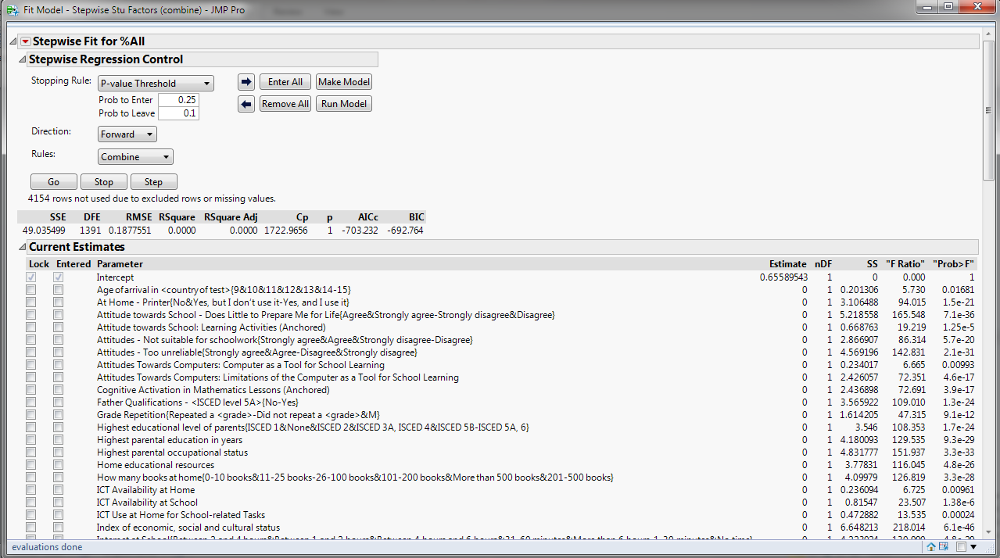 Fit Model - Stepwise Stu Factors (combine) - JMP Pro
Stepwise Fit for %All
Stepwise Regression Control
Stopping Rule: P-value Threshold Enter All Make Model
Prob to Enter 0.25
Prob to Leave 0.1 Remove All Run Model
Direction: Forward
Rules: Combine
Go Stop Step
4154 rows not used due to excluded rows or missing values.
SSE DFE RMSE RSquare RSquare Adj Cp p AICc BIC
49.035499 1391 0.1877551 0.0000 0.0000 1722.9656 1 -703.232 -692.764
Current Estimates
Lock Entered Parameter Estimate nDF SS "F Ratio" "Prob>F"
Intercept 0.65589543 1 0 0.000 1
Age of arrival in <country of test>{9&10&11&12&13&14-15} 0 1 0.201306 5.730 0.01681
At Home - Printer{No&Yes, but I don't use it-Yes, and I use it} 0 1 3.106488 94.015 1.5e-21
Attitude towards School - Does Little to Prepare Me for Life{Agree&Strongly agree-Strongly disagree&Disagree} 0 1 5.218558 165.548 7.1e-36
Attitude towards School: Learning Activities (Anchored) 0 1 0.668763 19.219 1.25e-5
Attitudes - Not suitable for schoolwork{Strongly agree&Agree&Strongly disagree-Disagree} 0 1 2.866907 86.314 5.7e-20
Attitudes - Too unreliable{Strongly agree&Agree-Disagree&Strongly disagree} 0 1 4.569196 142.831 2.1e-31
Attitudes Towards Computers: Computer as a Tool for School Learning 0 1 0.234017 6.665 0.00993
Attitudes Towards Computers: Limitations of the Computer as a Tool for School Learning 0 1 2.426057 72.351 4.6e-17
Cognitive Activation in Mathematics Lessons (Anchored) 0 1 2.436898 72.691 3.9e-17
Father Qualifications - <ISCED level 5A>{No-Yes} 0 1 3.565922 109.010 1.3e-24
Grade Repetition{Repeated a <grade>-Did not repeat a <grade>&M} 0 1 1.614205 47.315 9.1e-12
Highest educational level of parents{ISCED 1&None&ISCED 2&ISCED 3A, ISCED 4&ISCED 5B-ISCED 5A, 6} 0 1 3.546 108.353 1.7e-24
Highest parental education in years 0 1 4.180093 129.535 9.3e-29
Highest parental occupational status 0 1 4.831777 151.937 3.3e-33
Home educational resources 0 1 3.77831 116.045 4.8e-26
How many books at home{0-10 books&11-25 books-26-100 books&101-200 books&More than 500 books&201-500 books} 0 1 4.09979 126.819 3.3e-28
ICT Availability at Home 0 1 0.236094 6.725 0.00961
ICT Availability at School 0 1 0.81547 23.507 1.38e-6
ICT Use at Home for School-related Tasks 0 1 0.472882 13.535 0.00024
Index of economic, social and cultural status 0 1 6.648213 218.014 6.1e-46
evaluations done